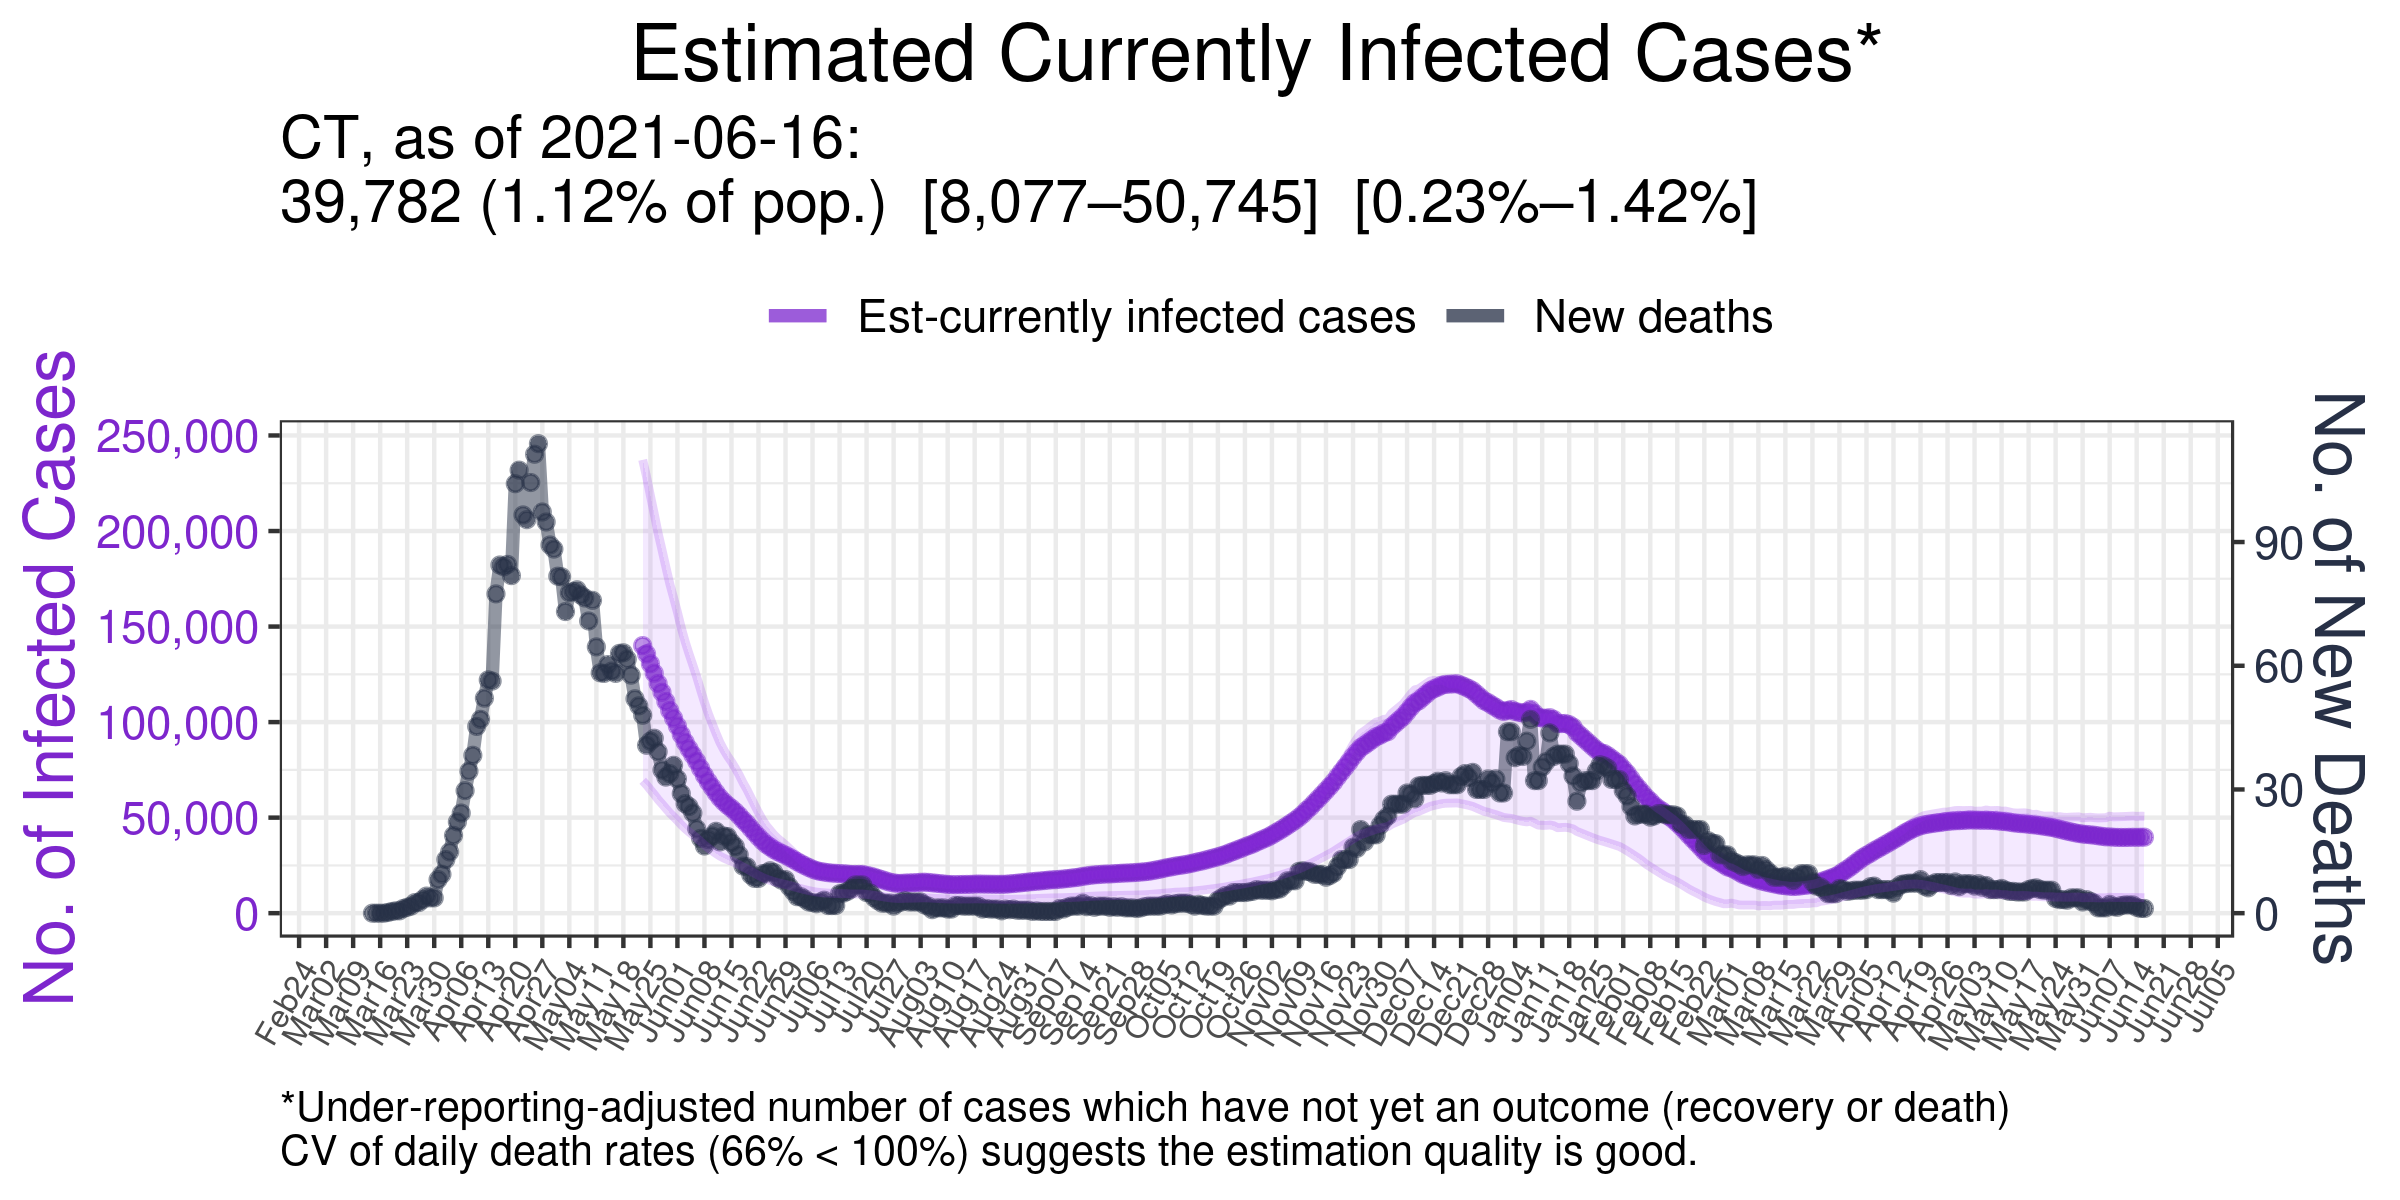 Estimated Currently Infected Cases*
CT, as of 2021-06-16:
39,782 (1.12% of pop.)  [8,077–50,745]  [0.23%–1.42%]
Est-currently infected cases
New deaths
No. of Infected Cases
250,000
200,000
150,000
100,000
50,000
0
90
60
30
0
No. of New Deaths
Feb24
Mar02
Mar09
Mar16
Mar23
Mar30
Apr06
Apr13
Apr20
Apr27
May04
May11
May18
May25
Jun01
Jun08
Jun15
Jun22
Jun29
Jul06
Jul13
Jul20
Jul27
Aug03
Aug10
Aug17
Aug24
Aug31
Sep07
Sep14
Sep21
Sep28
Oct05
Oct12
Oct19
Oct26
Nov02
Nov09
Nov16
Nov23
Nov30
Dec07
Dec14
Dec21
Dec28
Jan04
Jan11
Jan18
Jan25
Feb01
Feb08
Feb15
Feb22
Mar01
Mar08
Mar15
Mar22
Mar29
Apr05
Apr12
Apr19
Apr26
May03
May10
May17
May24
May31
Jun07
Jun14
Jun21
Jun28
Jul05
*Under-reporting-adjusted number of cases which have not yet an outcome (recovery or death)
CV of daily death rates (66% < 100%) suggests the estimation quality is good.